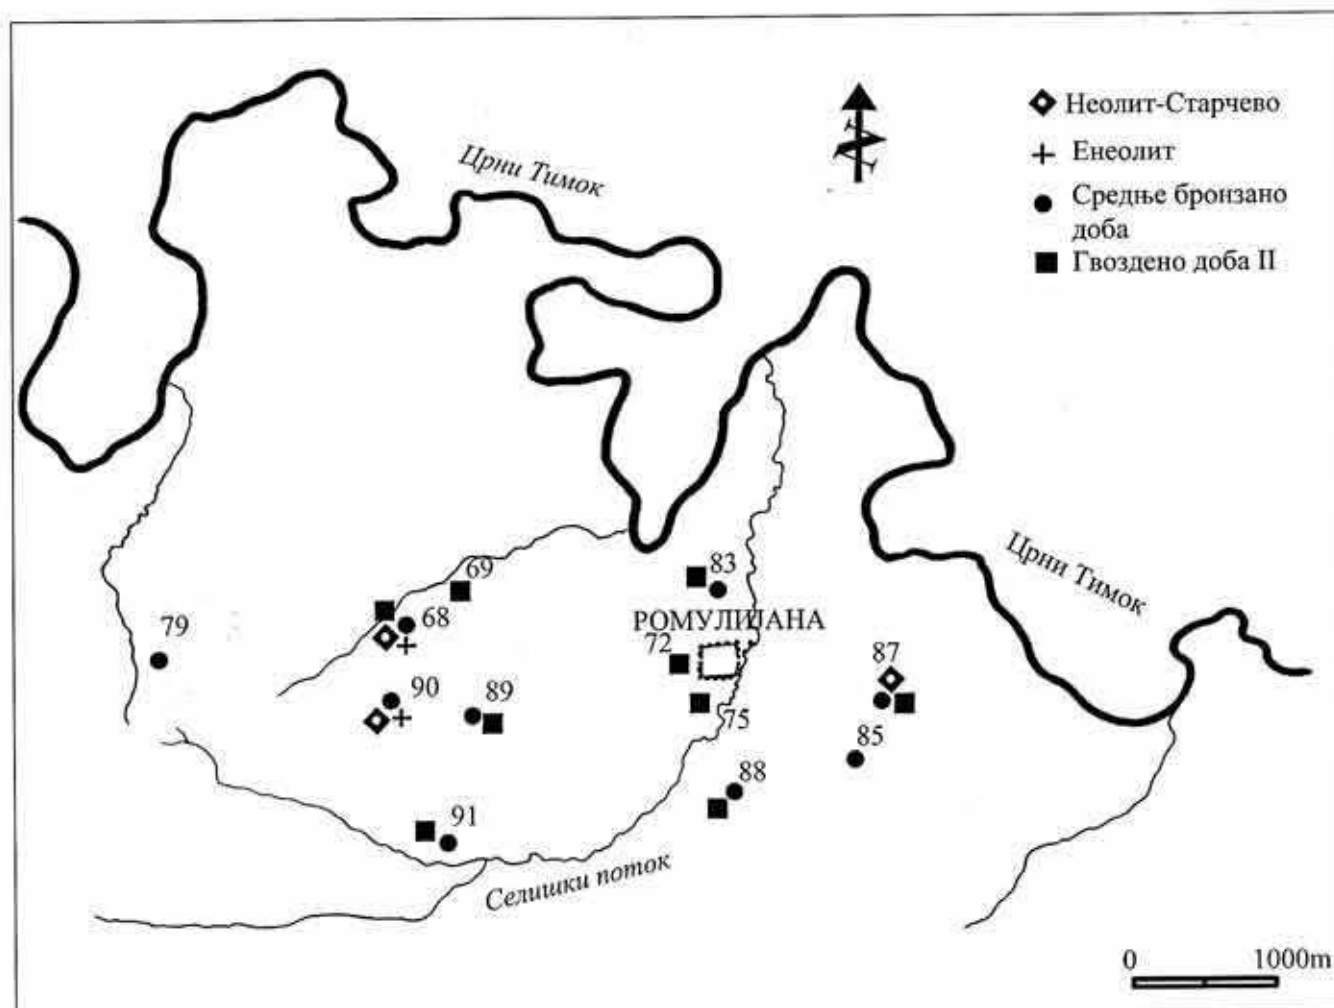 Црни Тимок
N
Неолит-Старчево
Енеолит
Средње бронзано
доба
Гвоздено доба II
Црни Тимок
69
83
68
79
РОМУЛИЈАНА
72
87
90
89
75
85
88
91
Селишки поток
0 1000m